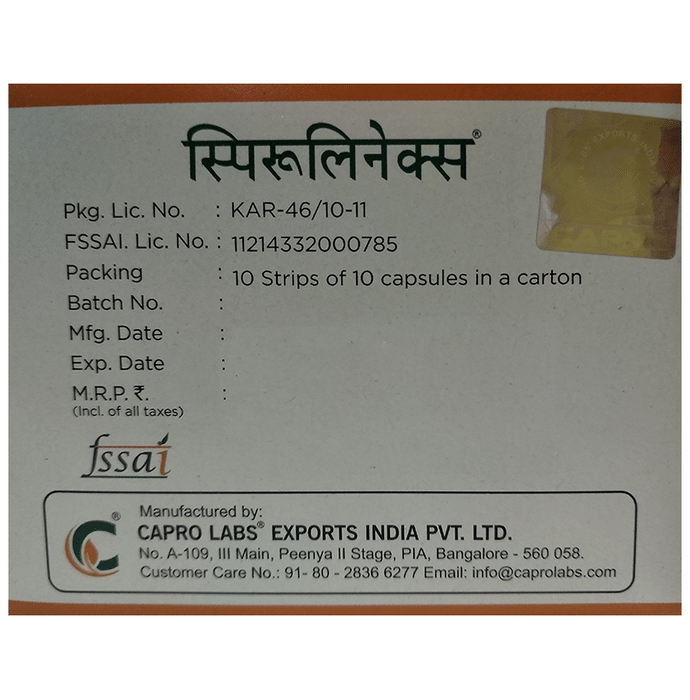 स्पिरूलिनेक्स®
Pkg. Lic. No. : KAR-46/10-11
FSSAI. Lic. No. : 11214332000785
Packing : 10 Strips of 10 capsules in a carton
Batch No. :
Mfg. Date :
Exp. Date :
M.R.P. ₹. :
(Incl. of all taxes)
fssai
Manufactured by:
CAPRO LABS® EXPORTS INDIA PVT. LTD.
No. A-109, III Main, Peenya II Stage, PIA, Bangalore - 560 058.
Customer Care No.: 91- 80 - 2836 6277 Email: info@caprolabs.com